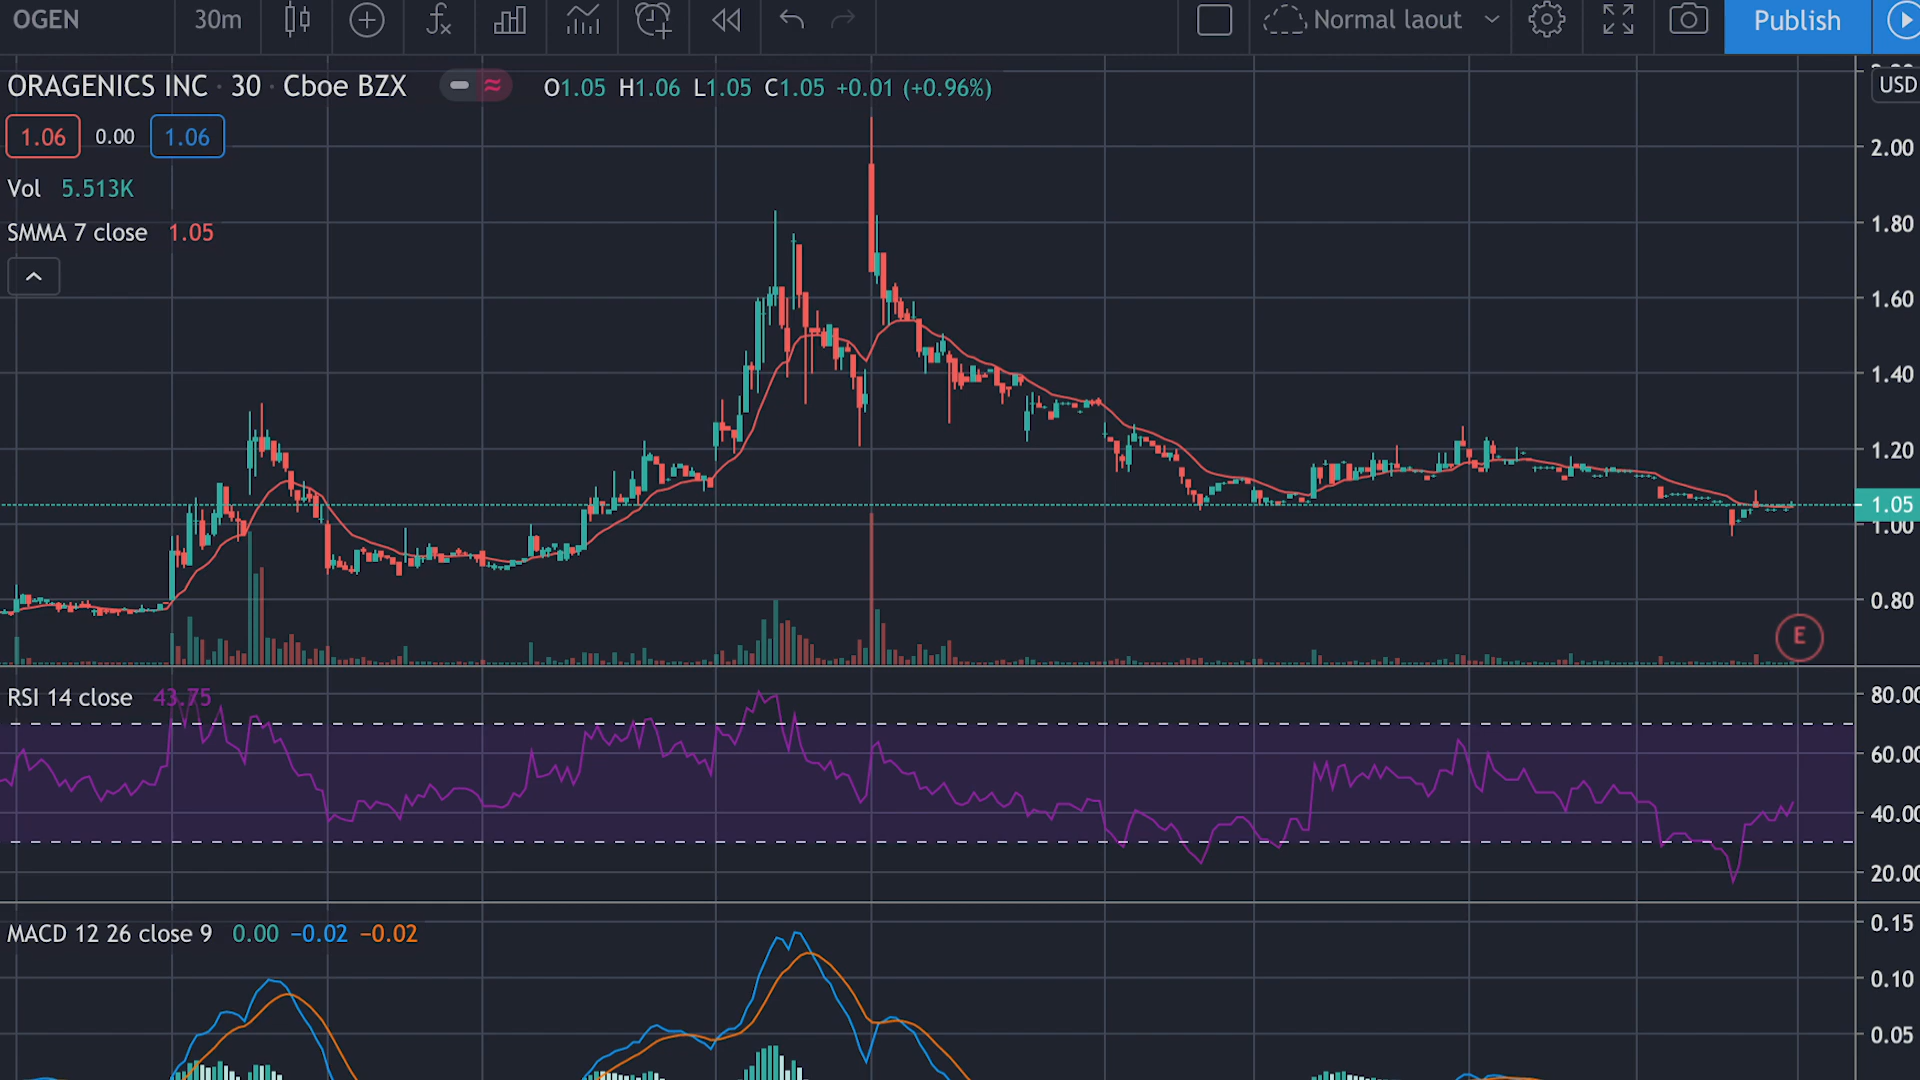 OGEN 30m Normal laout Publish
ORAGENICS INC · 30 · Cboe BZX O1.05 H1.06 L1.05 C1.05 +0.01 (+0.96%)
USD
1.06 0.00 1.06
2.00
Vol 5.513K
1.80
SMMA 7 close 1.05
1.60
1.40
1.20
1.05
1.00
0.80
E
RSI 14 close 43.75
80.00
60.00
40.00
20.00
MACD 12 26 close 9 0.00 −0.02 −0.02
0.15
0.10
0.05